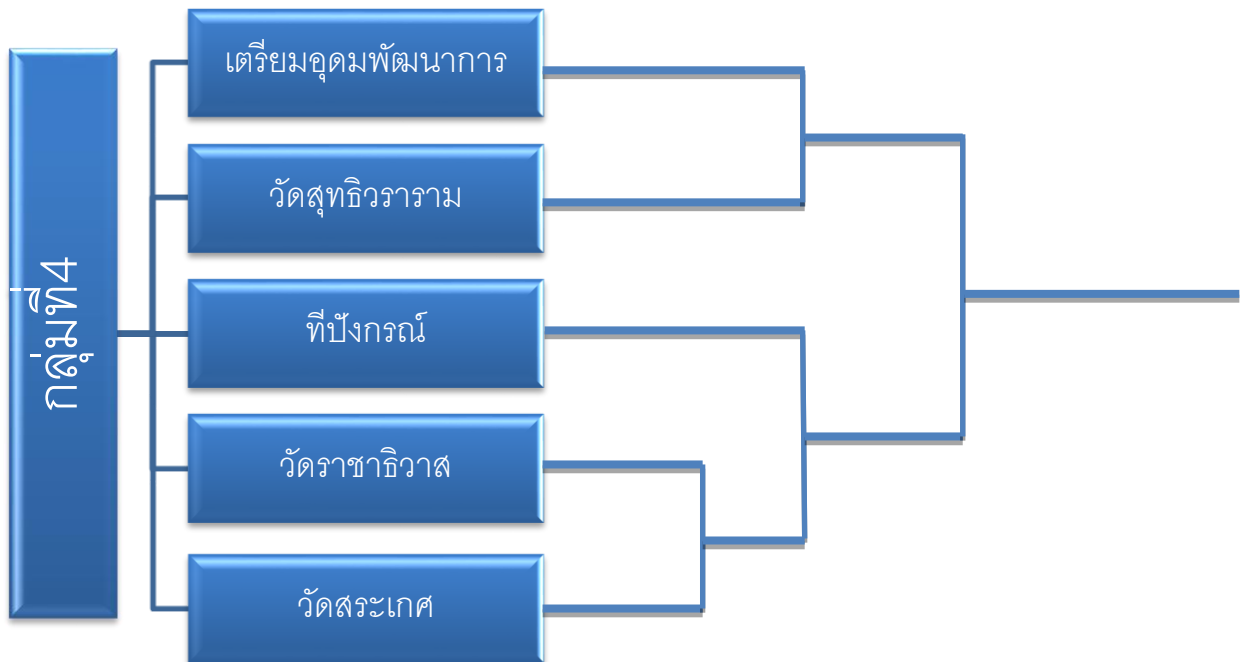 กลุ่มที่4
เตรียมอุดมพัฒนาการ
วัดสุทธิวราราม
ทีปังกรณ์
วัดราชาธิวาส
วัดสระเกศ